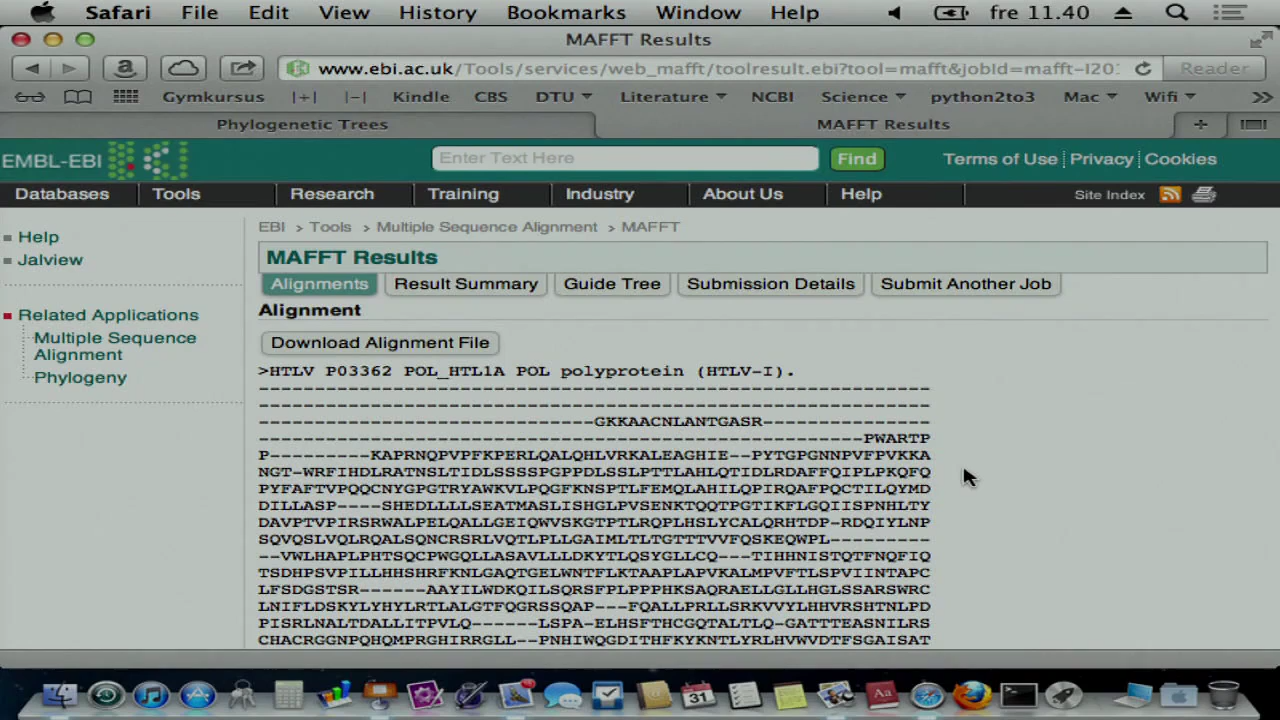 Safari File Edit View History Bookmarks Window Help fre 11.40
MAFFT Results
www.ebi.ac.uk/Tools/services/web_mafft/toolresult.ebi?tool=mafft&jobId=mafft-I20 Reader
Gymkursus |+| |-| Kindle CBS DTU Literature NCBI Science python2to3 Mac Wifi >>
Phylogenetic Trees MAFFT Results +
EMBL-EBI Enter Text Here Find Terms of Use Privacy Cookies
Databases Tools Research Training Industry About Us Help Site Index
EBI > Tools > Multiple Sequence Alignment > MAFFT
Help
Jalview
Related Applications
Multiple Sequence
Alignment
Phylogeny
MAFFT Results
Alignments Result Summary Guide Tree Submission Details Submit Another Job
Alignment
Download Alignment File
>HTLV P03362 POL_HTL1A POL polyprotein (HTLV-I).
------------------------------------------------------------
------------------------------------------------------------
------------------------------GKKAACNLANTGASR---------------
------------------------------------------------------PWARTP
P---------KAPRNQPVPFKPERLQALQHLVRKALEAGHIE--PYTGPGNNPVFPVKKA
NGT-WRFIHDLRATNSLTIDLSSSSPGPPDLSSLPTTLAHLQTIDLRDAFFQIPLPKQFQ
PYFAFTVPQQCNYGPGTRYAWKVLPQGFKNSPTLFEMQLAHILQPIRQAFPQCTILQYMD
DILLASP----SHEDLLLLSEATMASLISHGLPVSENKTQQTPGTIKFLGQIISPNHLTY
DAVPTVPIRSRWALPELQALLGEIQWVSKGTPTLRQPLHSLYCALQRHTDP-RDQIYLNP
SQVQSLVQLRQALSQNCRSRLVQTLPLLGAIMLTLTGTTTVVFQSKEQWPL---------
--VWLHAPLPHTSQCPWGQLLASAVLLLDKYTLQSYGLLCQ---TIHHNISTQTFNQFIQ
TSDHPSVPILLHHSHRFKNLGAQTGELWNTFLKTAAPLAPVKALMPVFTLSPVIINTAPC
LFSDGSTSR------AAYILWDKQILSQRSFPLPPPHKSAQRAELLGLLHGLSSARSWRC
LNIFLDSKYLYHYLRTLALGTFQGRSSQAP---FQALLPRLLSRKVVYLHHVRSHTNLPD
PISRLNALTDALLITPVLQ------LSPA-ELHSFTHCGQTALTLQ-GATTTEASNILRS
CHACRGGNPQHQMPRGHIRRGLL--PNHIWQGDITHFKYKNTLYRLHVWVDTFSGAISAT